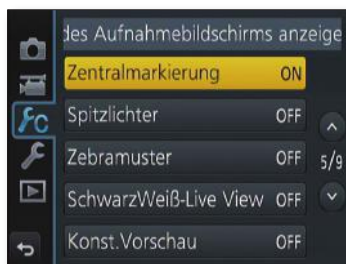 des Aufnahmebildschirms anzeige
Zentralmarkierung ON
Spitzlichter OFF
Zebramuster OFF
5/9
SchwarzWeiß-Live View OFF
Konst.Vorschau OFF
C